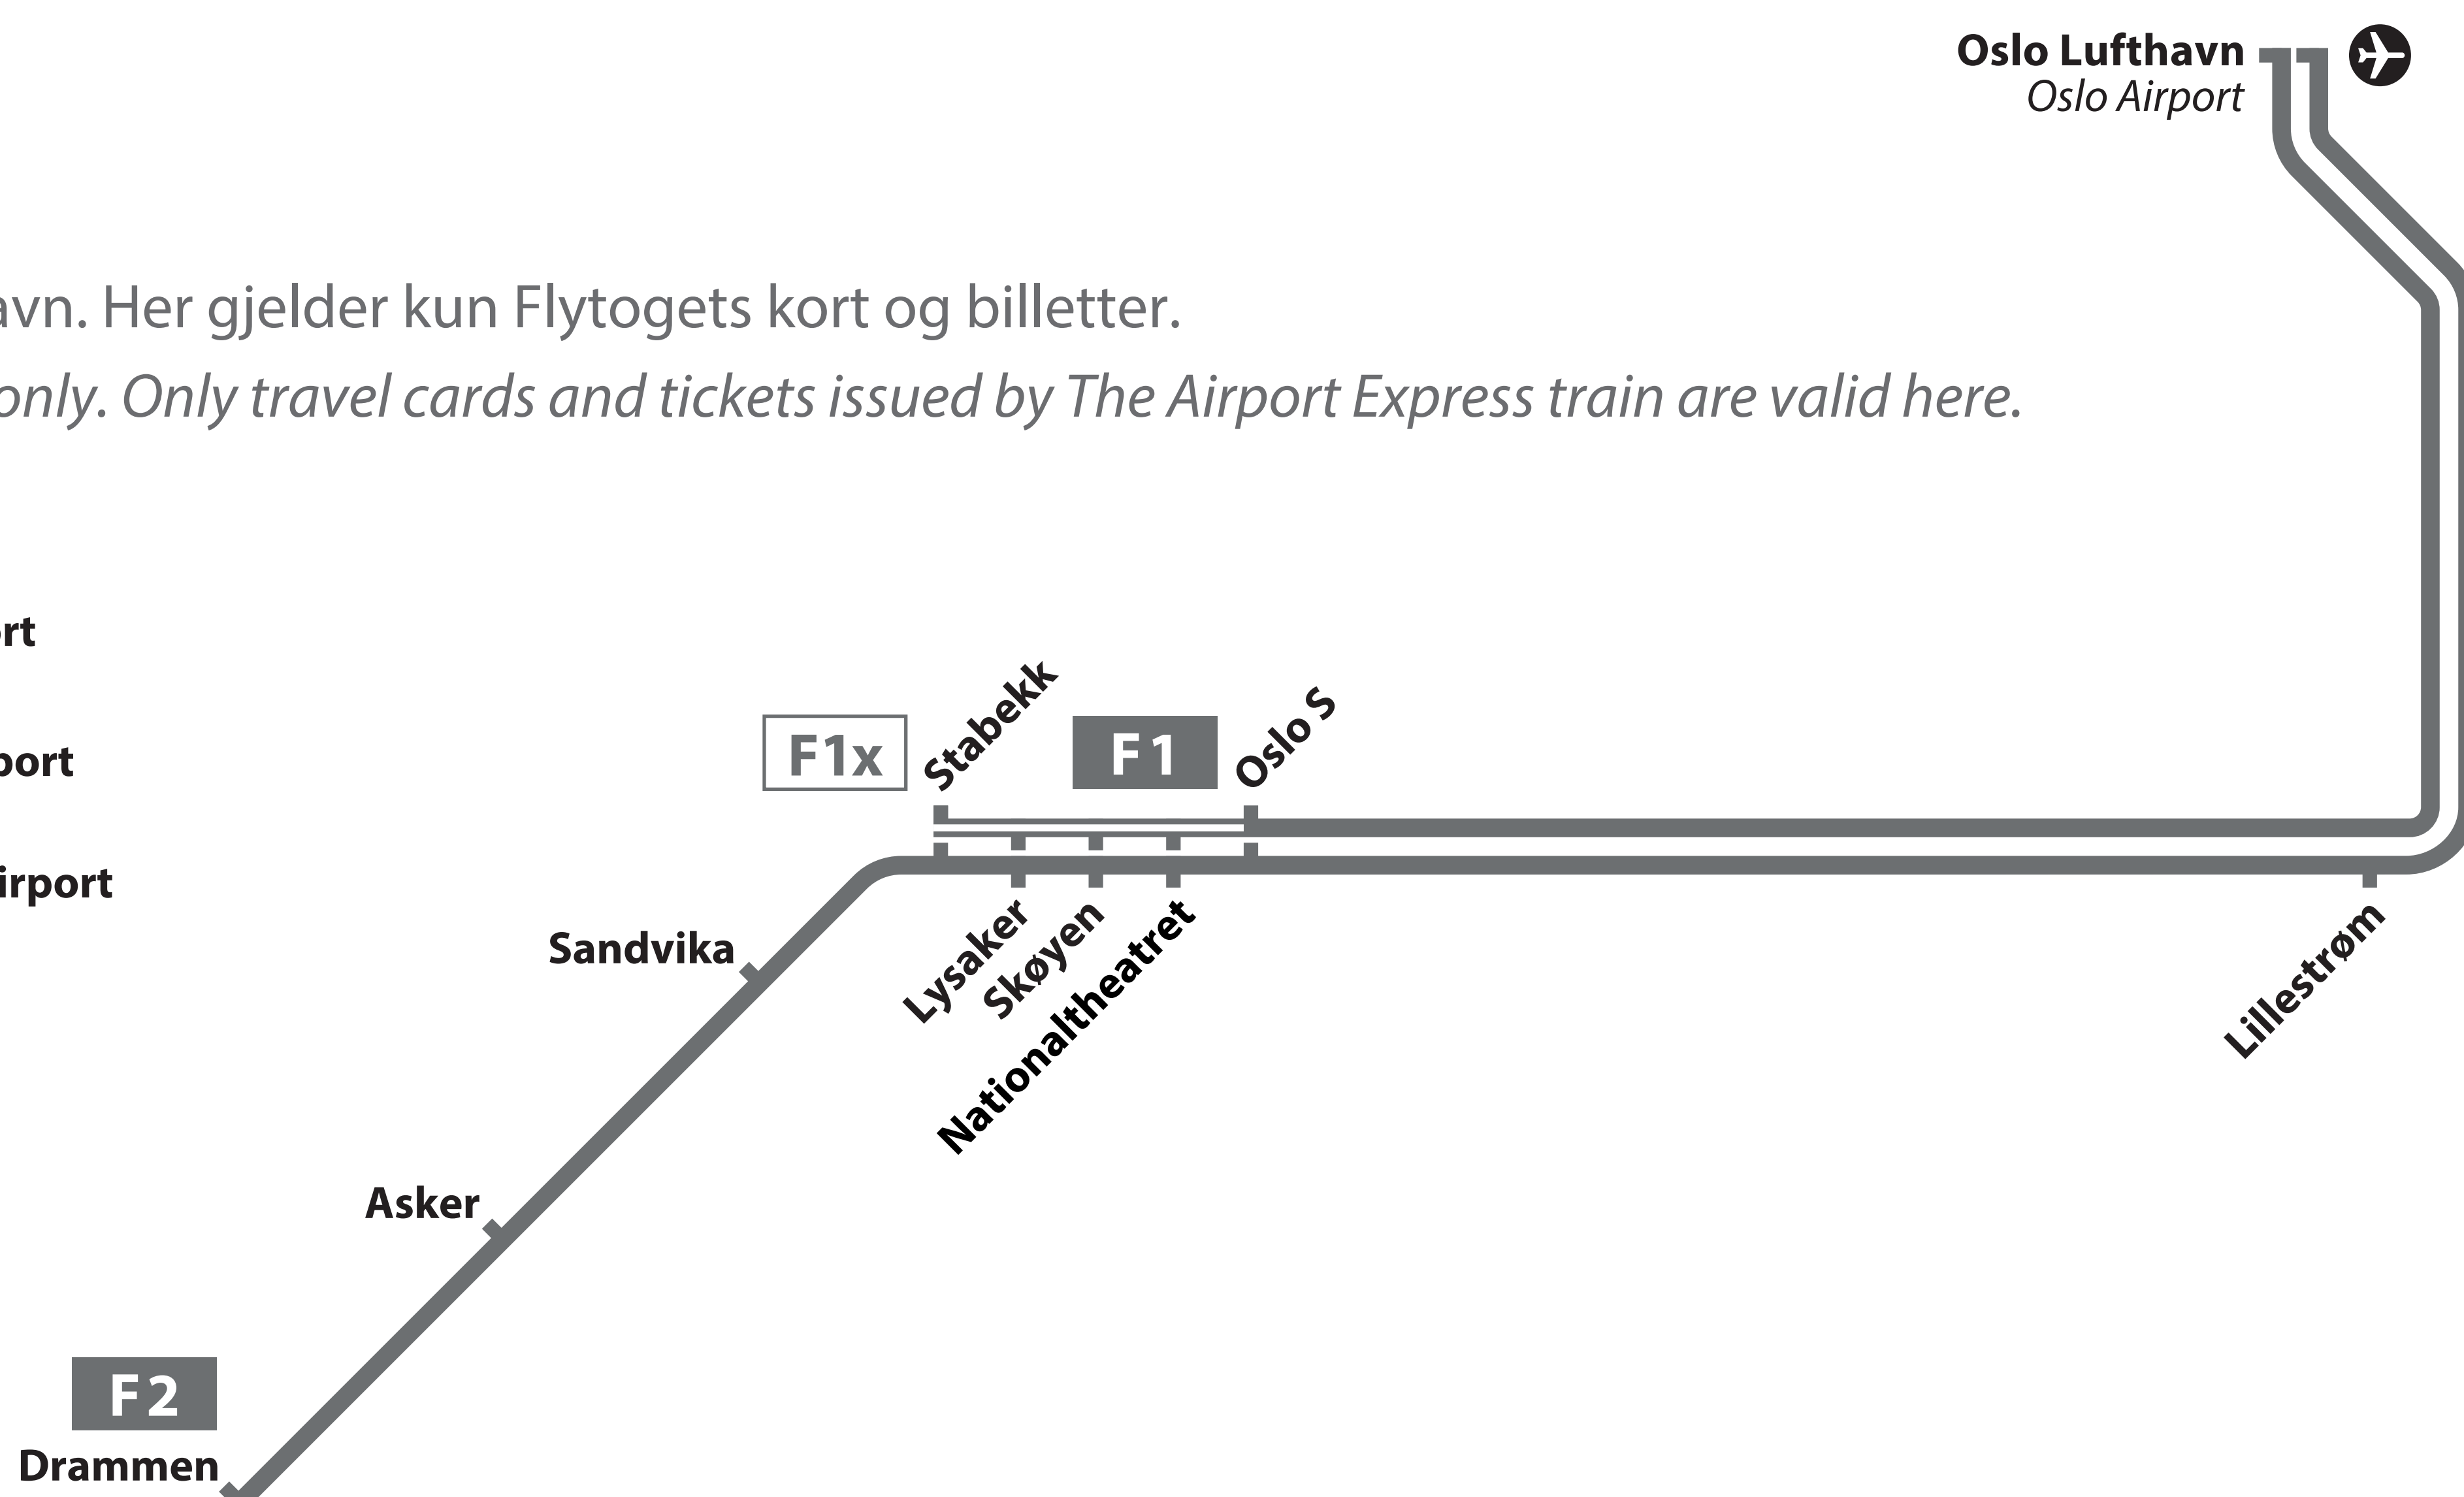 Oslo Lufthavn
Oslo Airport
avn. Her gjelder kun Flytogets kort og billetter.
only. Only travel cards and tickets issued by The Airport Express train are valid here.
ort
port
irport
F1x
Stabekk
F1
Oslo S
Sandvika
Lysaker
Skøyen
Nationaltheatret
Lillestrøm
Asker
F2
Drammen